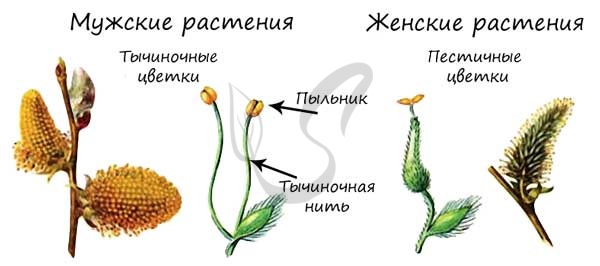 Мужские растения
Женские растения
Тычиночные
цветки
Пестичные
цветки
Пыльник
Тычиночная
нить